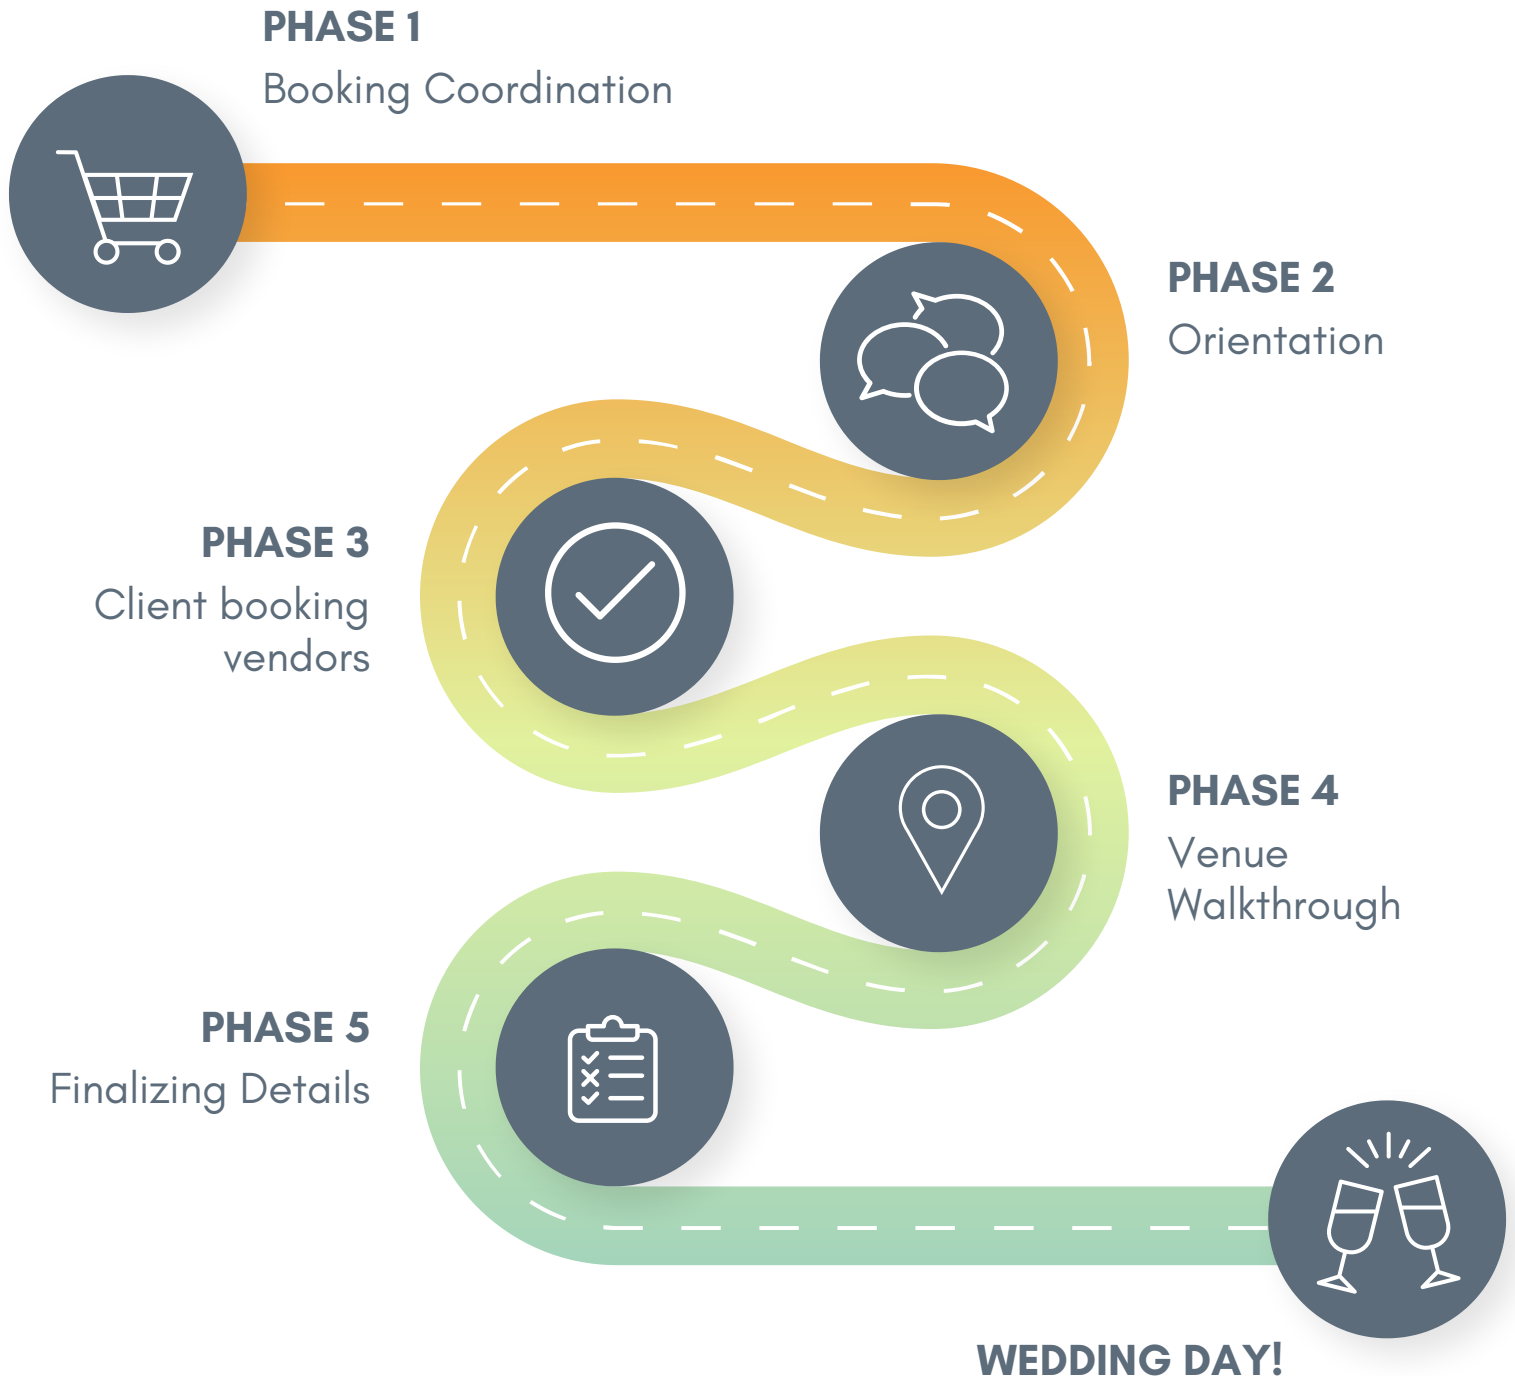 PHASE 1
Booking Coordination
PHASE 2
Orientation
PHASE 3
Client booking
vendors
PHASE 4
Venue
Walkthrough
PHASE 5
Finalizing Details
WEDDING DAY!